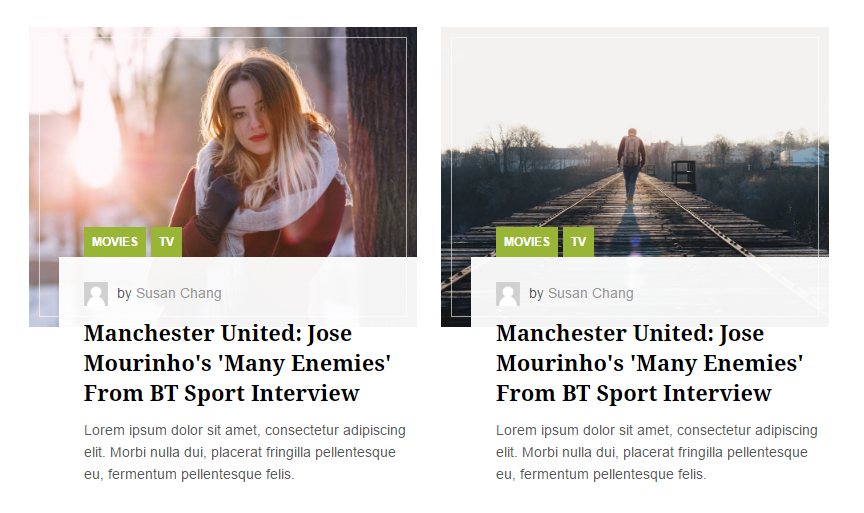 MOVIES TV
by Susan Chang
Manchester United: Jose
Mourinho's 'Many Enemies'
From BT Sport Interview
Lorem ipsum dolor sit amet, consectetur adipiscing
elit. Morbi nulla dui, placerat fringilla pellentesque
eu, fermentum pellentesque felis.
MOVIES TV
by Susan Chang
Manchester United: Jose
Mourinho's 'Many Enemies'
From BT Sport Interview
Lorem ipsum dolor sit amet, consectetur adipiscing
elit. Morbi nulla dui, placerat fringilla pellentesque
eu, fermentum pellentesque felis.